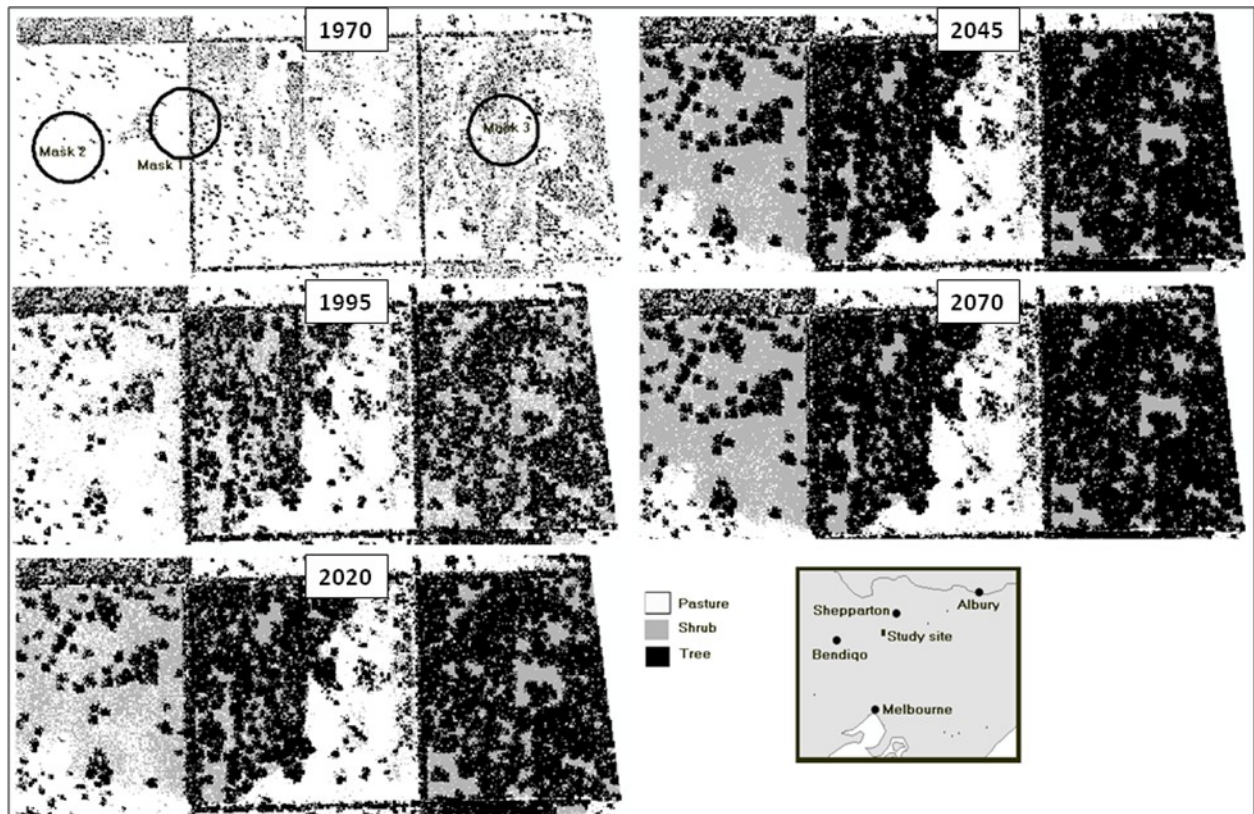 1970
Mask 2
Mask 1
Mask 3
1995
2020
2045
2070
Pasture
Shrub
Tree
Shepparton
Albury
Study site
Bendiqo
Melbourne